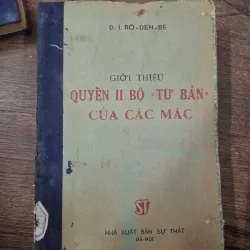 Đ. I. RÔ-DEN-BE
GIỚI THIỆU
QUYỂN II BỘ "TƯ BẢN"
CỦA CÁC MÁC
ST
NHÀ XUẤT BẢN SỰ THẬT
HÀ NỘI